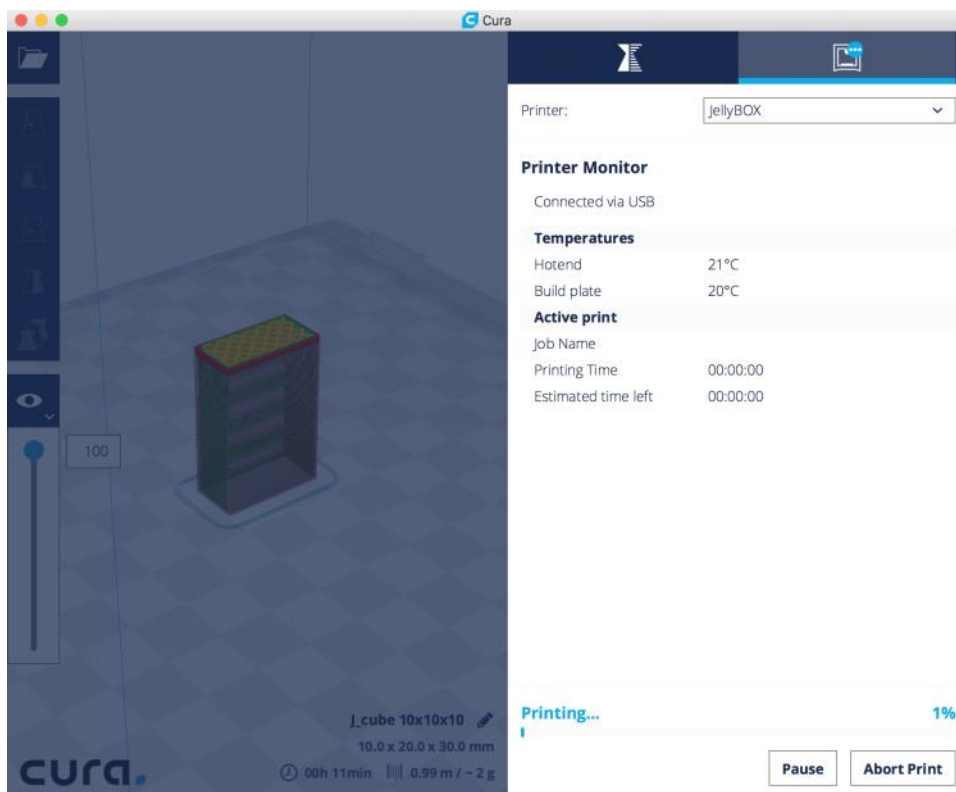 Cura
Printer: JellyBOX
Printer Monitor
Connected via USB
Temperatures
Hotend 21°C
Build plate 20°C
Active print
Job Name
Printing Time 00:00:00
Estimated time left 00:00:00
100
J_cube 10x10x10
10.0 x 20.0 x 30.0 mm
00h 11min 0.99 m / ~ 2 g
cura.
Printing... 1%
Pause Abort Print